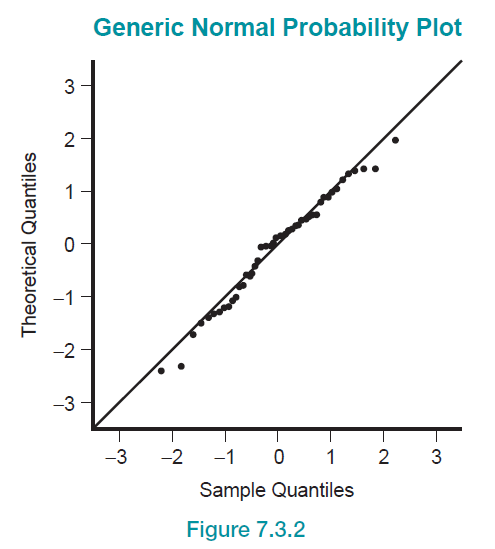 Generic Normal Probability Plot
Theoretical Quantiles
3
2
1
0
–1
–2
–3
–3 –2 –1 0 1 2 3
Sample Quantiles
Figure 7.3.2